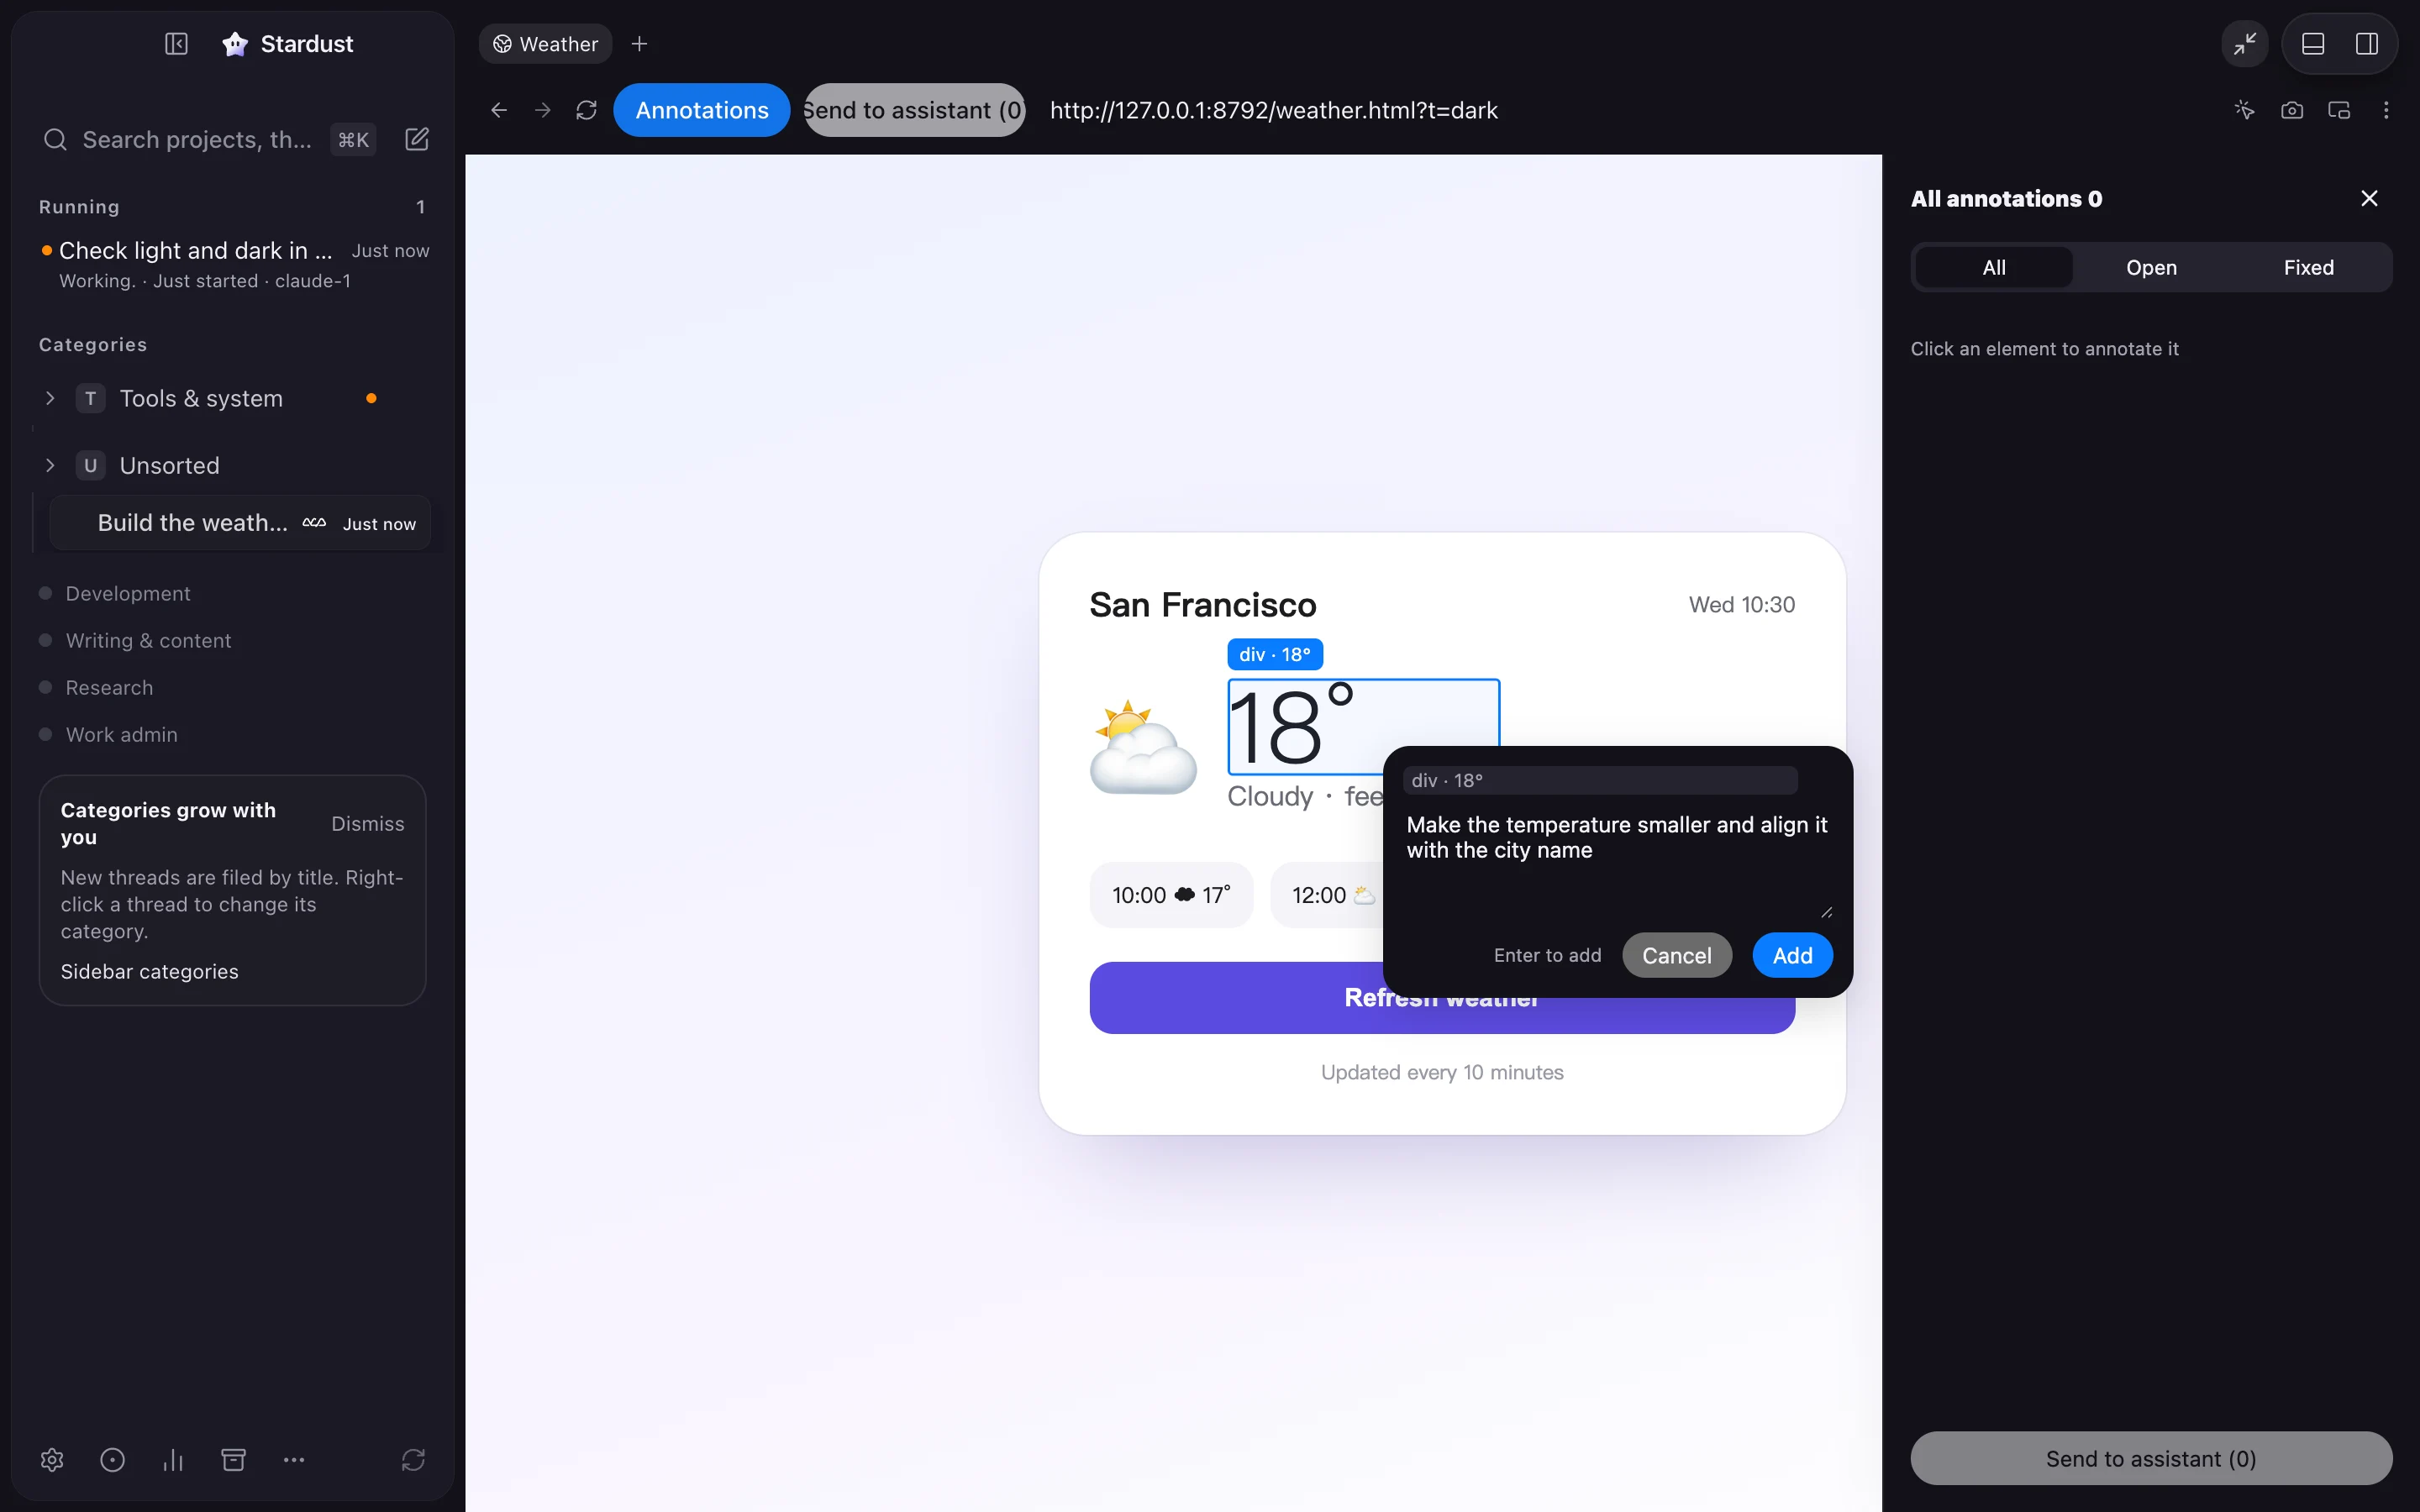 Stardust
Search projects, th... ⌘K
Running 1
Check light and dark in ... Just now
Working. · Just started · claude-1
Categories
T Tools & system
U Unsorted
Build the weath... Just now
Development
Writing & content
Research
Work admin
Categories grow with
you
Dismiss
New threads are filed by title. Right-
click a thread to change its
category.
Sidebar categories
Weather
Annotations
Send to assistant (0
http://127.0.0.1:8792/weather.html?t=dark
San Francisco
Wed 10:30
div · 18°
18°
Cloudy · fee
10:00 17°
12:00
div · 18°
Make the temperature smaller and align it
with the city name
Enter to add
Cancel
Add
Refresh weather
Updated every 10 minutes
All annotations 0
All Open Fixed
Click an element to annotate it
Send to assistant (0)